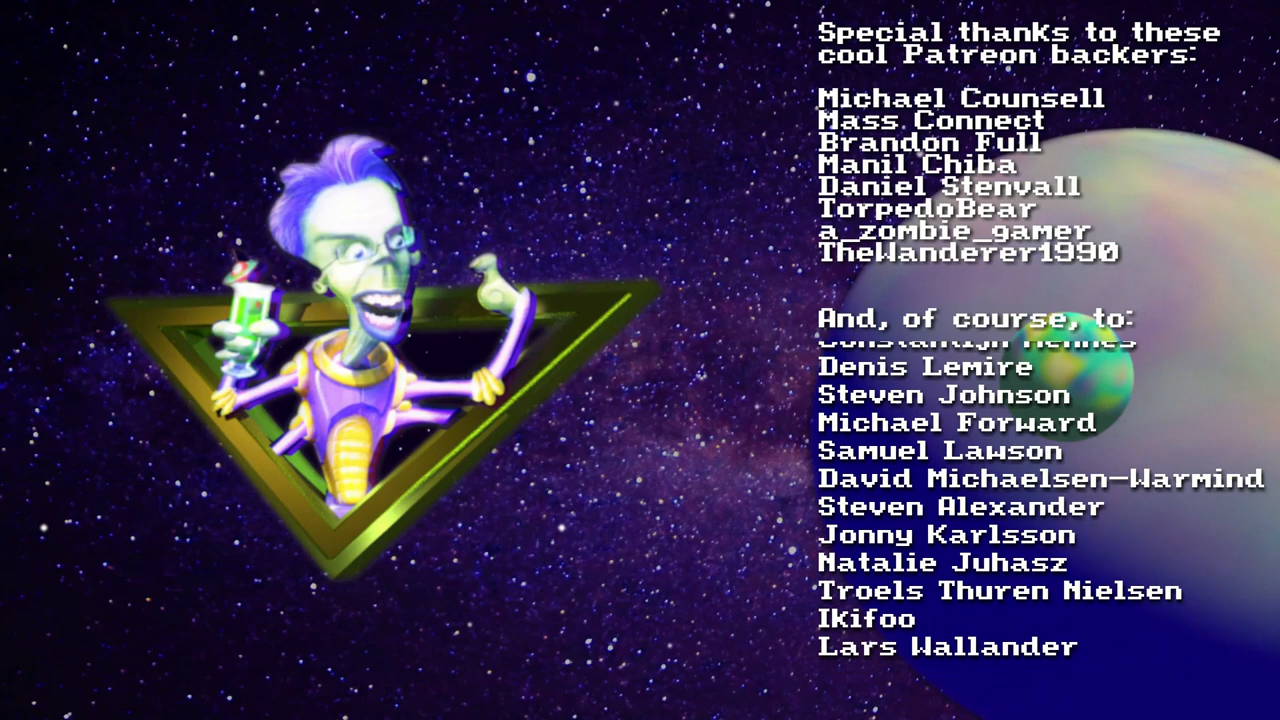 Special thanks to these
cool Patreon backers:
Michael Counsell
Mass Connect
Brandon Full
Manil Chiba
Daniel Stenvall
TorpedoBear
a_zombie_gamer
TheWanderer1990
And, of course, to:
Denis Lemire
Steven Johnson
Michael Forward
Samuel Lawson
David Michaelsen-Warmind
Steven Alexander
Jonny Karlsson
Natalie Juhasz
Troels Thuren Nielsen
Ikifoo
Lars Wallander